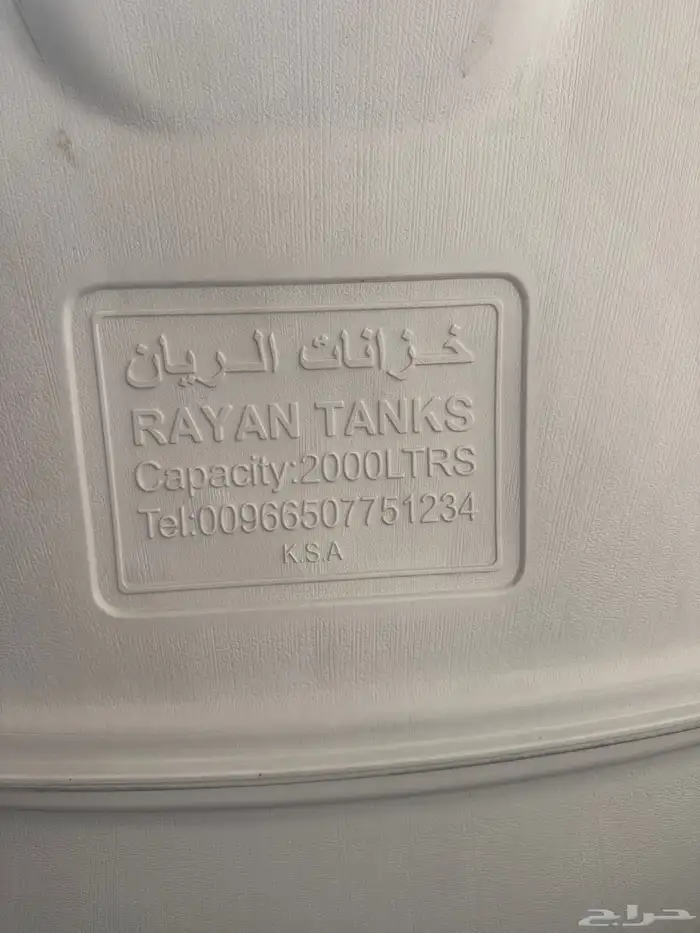 خزانات الريان
RAYAN TANKS
Capacity:2000LTRS
Tel:00966507751234
K.S.A
حراج